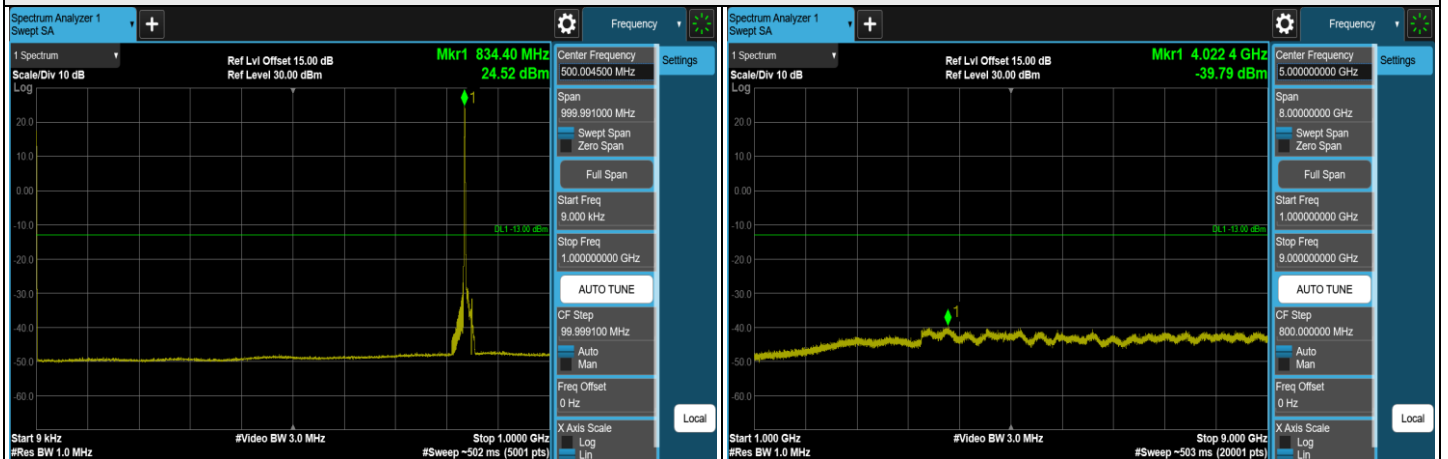 Spectrum Analyzer 1
Swept SA
+
Frequency
1 Spectrum
Scale/Div 10 dB
Log
Ref Lvl Offset 15.00 dB
Ref Level 30.00 dBm
Mkr1 834.40 MHz
24.52 dBm
1
20.0
10.0
0.00
-10.0
-20.0
-30.0
-40.0
-50.0
-60.0
DL1 -13.00 dBm
Start 9 kHz
#Res BW 1.0 MHz
#Video BW 3.0 MHz
Stop 1.0000 GHz
#Sweep ~502 ms (5001 pts)
Center Frequency
500.004500 MHz
Span
999.991000 MHz
Swept Span
Zero Span
Full Span
Start Freq
9.000 kHz
Stop Freq
1.000000000 GHz
AUTO TUNE
CF Step
99.999100 MHz
Auto
Man
Freq Offset
0 Hz
X Axis Scale
Log
Lin
Settings
Local
Spectrum Analyzer 1
Swept SA
+
Frequency
1 Spectrum
Scale/Div 10 dB
Log
Ref Lvl Offset 15.00 dB
Ref Level 30.00 dBm
Mkr1 4.022 4 GHz
-39.79 dBm
1
20.0
10.0
0.00
-10.0
-20.0
-30.0
-40.0
-50.0
-60.0
DL1 -13.00 dBm
Start 1.000 GHz
#Res BW 1.0 MHz
#Video BW 3.0 MHz
Stop 9.000 GHz
#Sweep ~503 ms (20001 pts)
Center Frequency
5.000000000 GHz
Span
8.00000000 GHz
Swept Span
Zero Span
Full Span
Start Freq
1.000000000 GHz
Stop Freq
9.000000000 GHz
AUTO TUNE
CF Step
800.000000 MHz
Auto
Man
Freq Offset
0 Hz
X Axis Scale
Log
Lin
Settings
Local